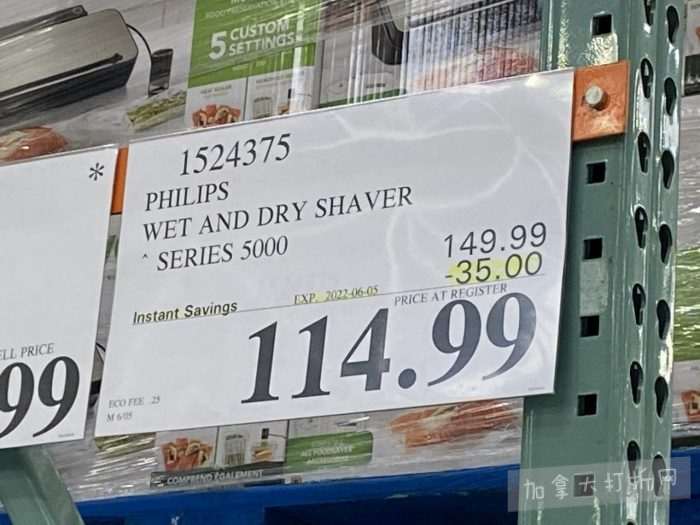 5 CUSTOM
SETTINGS
*
1524375
PHILIPS
WET AND DRY SHAVER
^ SERIES 5000
149.99
-35.00
Instant Savings
EXP. 2022-06-05
PRICE AT REGISTER
114.99
ECO FEE .25
M 6/05
ELL PRICE
99
COMPREND ÉGALEMENT
加拿大打折网